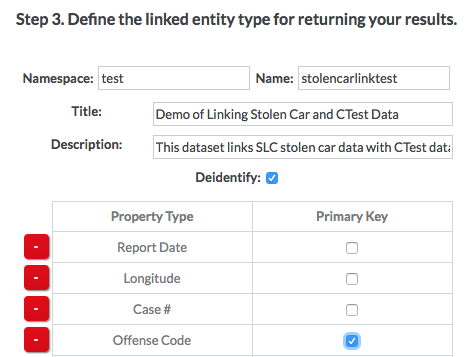 Step 3. Define the linked entity type for returning your results.
Namespace: test Name: stolencarlinktest
Title: Demo of Linking Stolen Car and CTest Data
Description: This dataset links SLC stolen car data with CTest data
Deidentify:
Property Type Primary Key
- Report Date
- Longitude
- Case #
- Offense Code